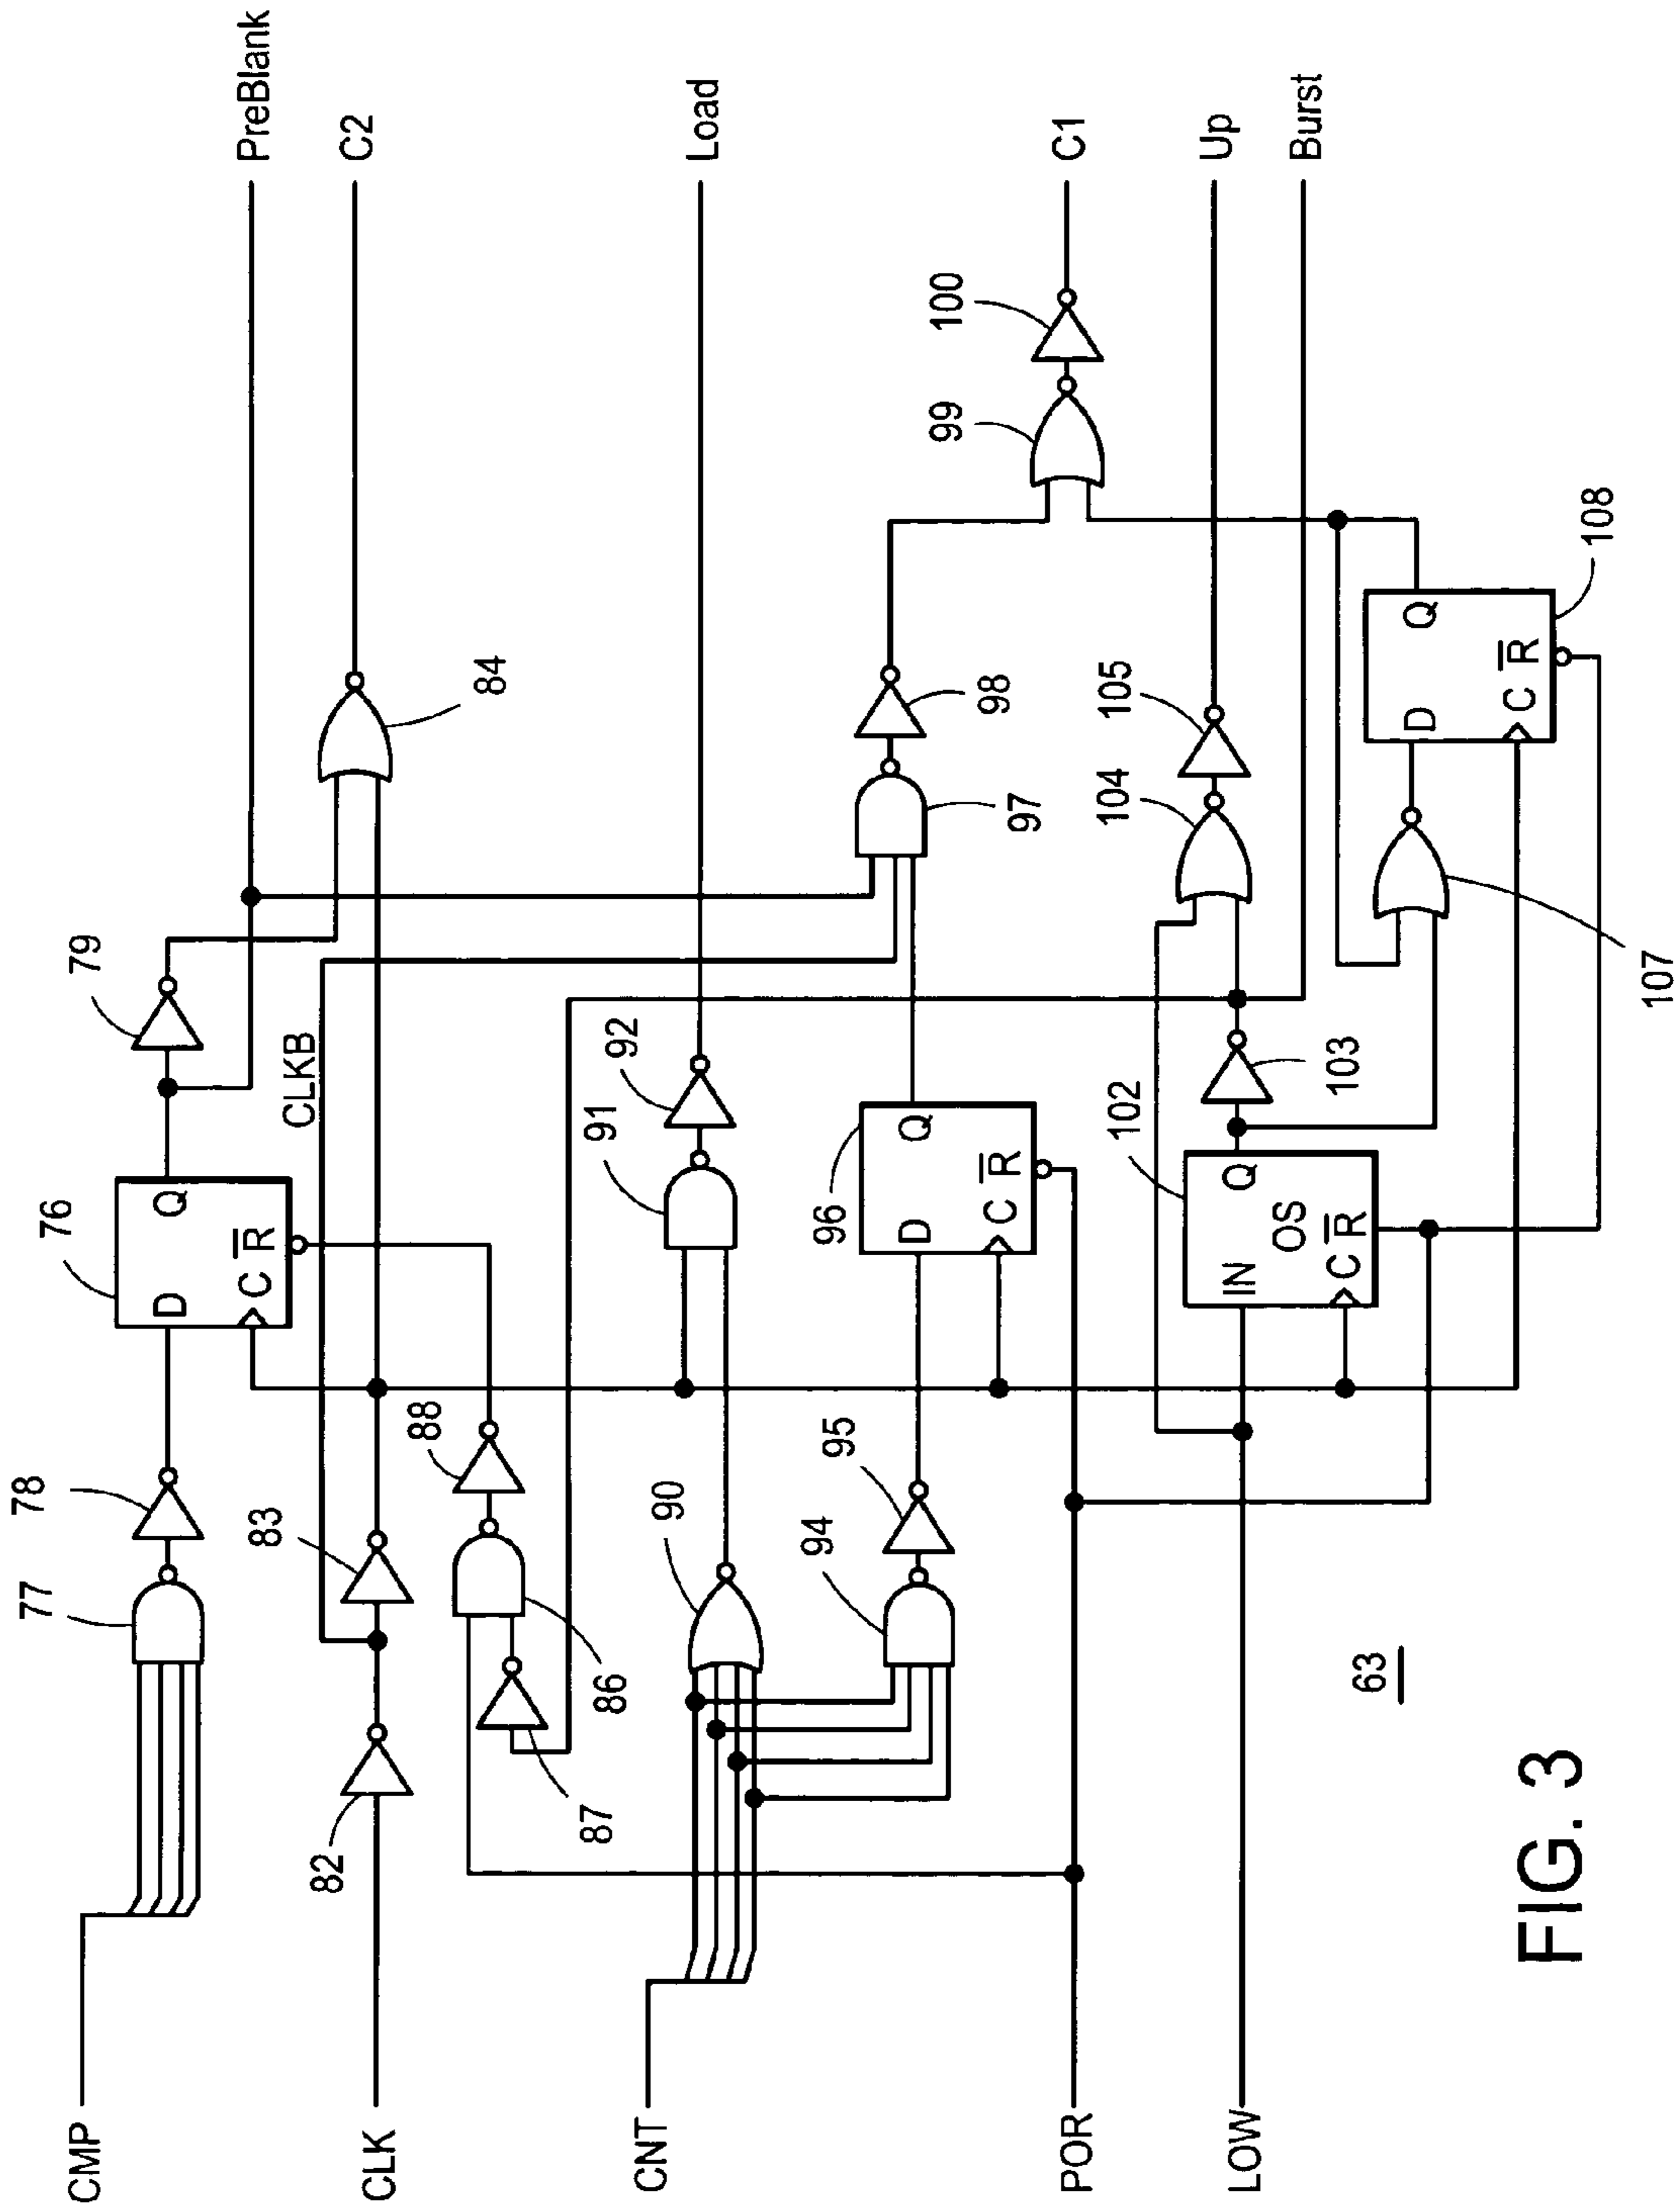 CMP
CLK
CNT
POR
LOW
77
78
76
D
Q
C
R
79
PreBlank
82
83
CLKB
84
C2
87
86
88
90
91
92
Load
94
95
96
D
Q
C
R
97
98
99
100
C1
102
IN
Q
OS
C
R
103
104
105
Up
Burst
107
108
D
Q
C
R
63
FIG. 3